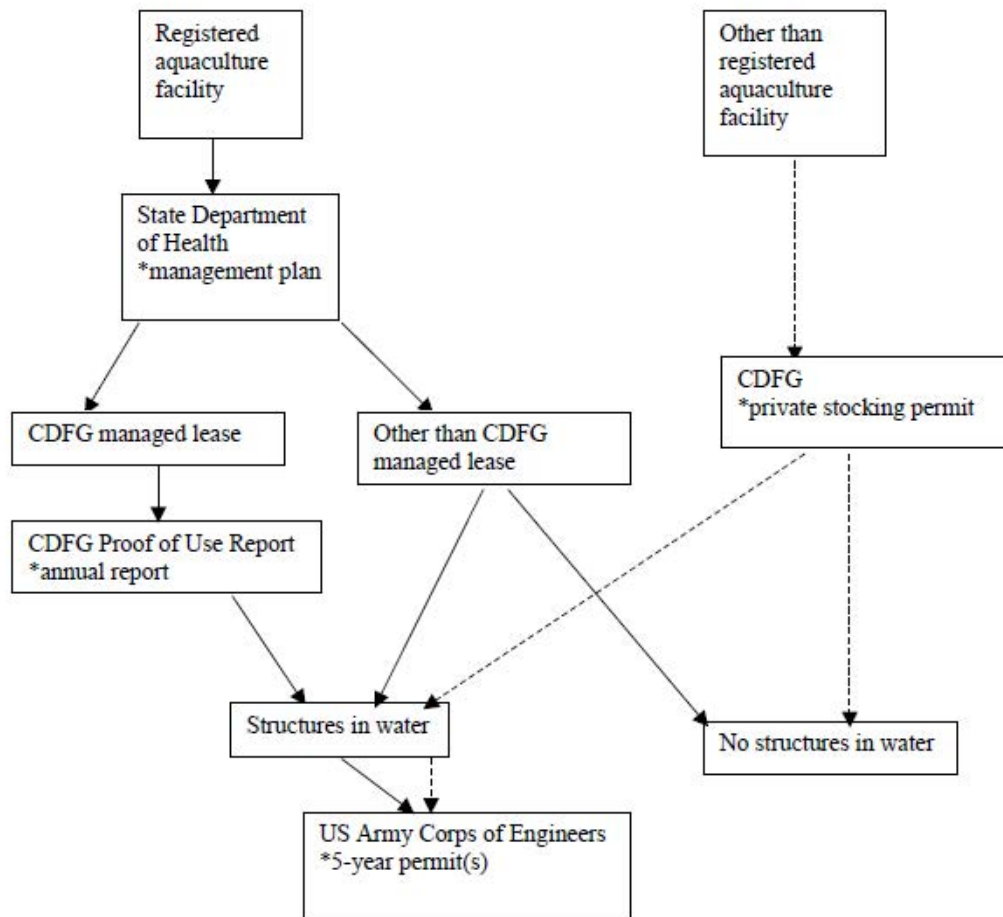 Registered
aquaculture
facility
Other than
registered
aquaculture
facility
State Department
of Health
*management plan
CDFG
*private stocking permit
CDFG managed lease
Other than CDFG
managed lease
CDFG Proof of Use Report
*annual report
Structures in water
No structures in water
US Army Corps of Engineers
*5-year permit(s)